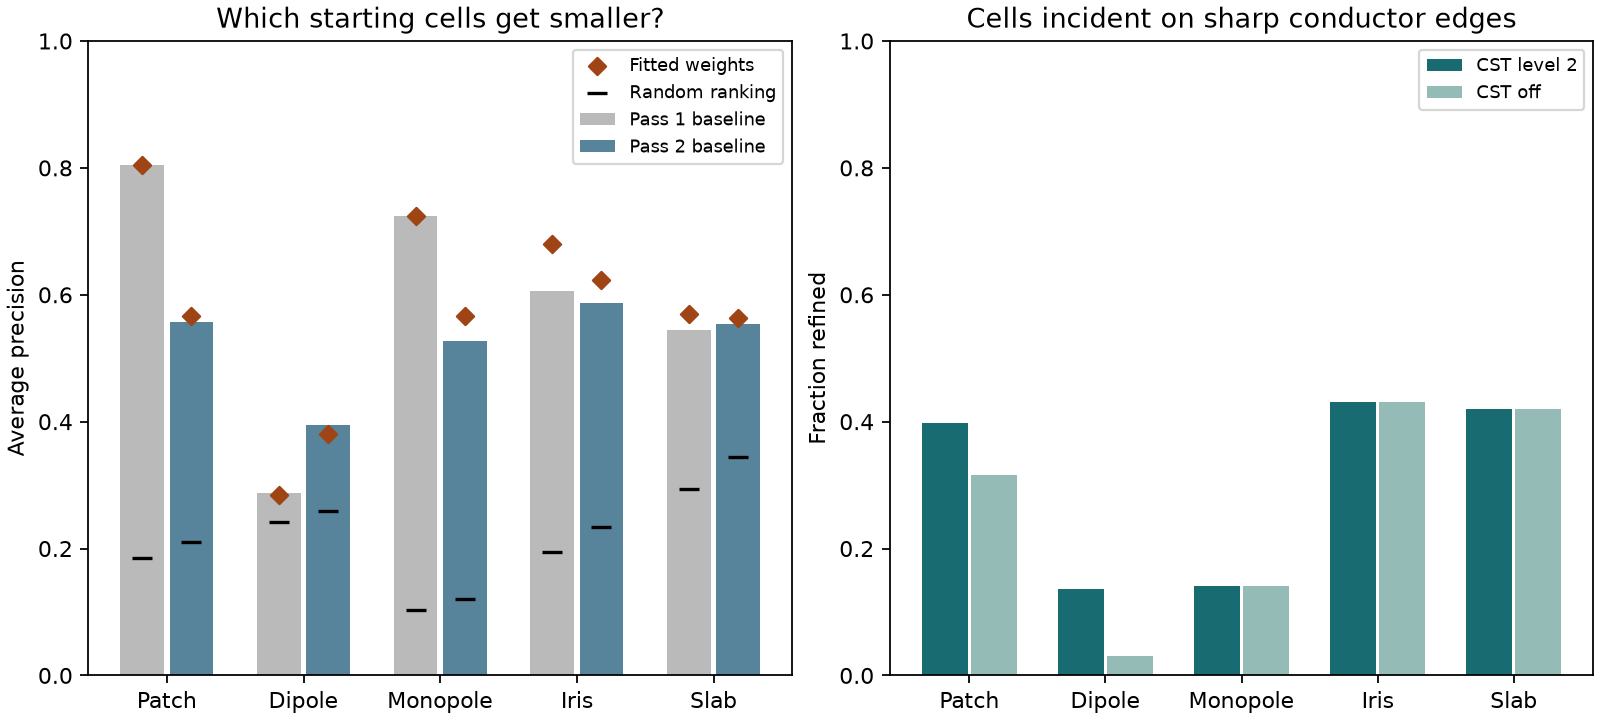 Which starting cells get smaller?
Average precision
1.0
0.8
0.6
0.4
0.2
0.0
Fitted weights
Random ranking
Pass 1 baseline
Pass 2 baseline
Patch
Dipole
Monopole
Iris
Slab
Cells incident on sharp conductor edges
Fraction refined
1.0
0.8
0.6
0.4
0.2
0.0
CST level 2
CST off
Patch
Dipole
Monopole
Iris
Slab